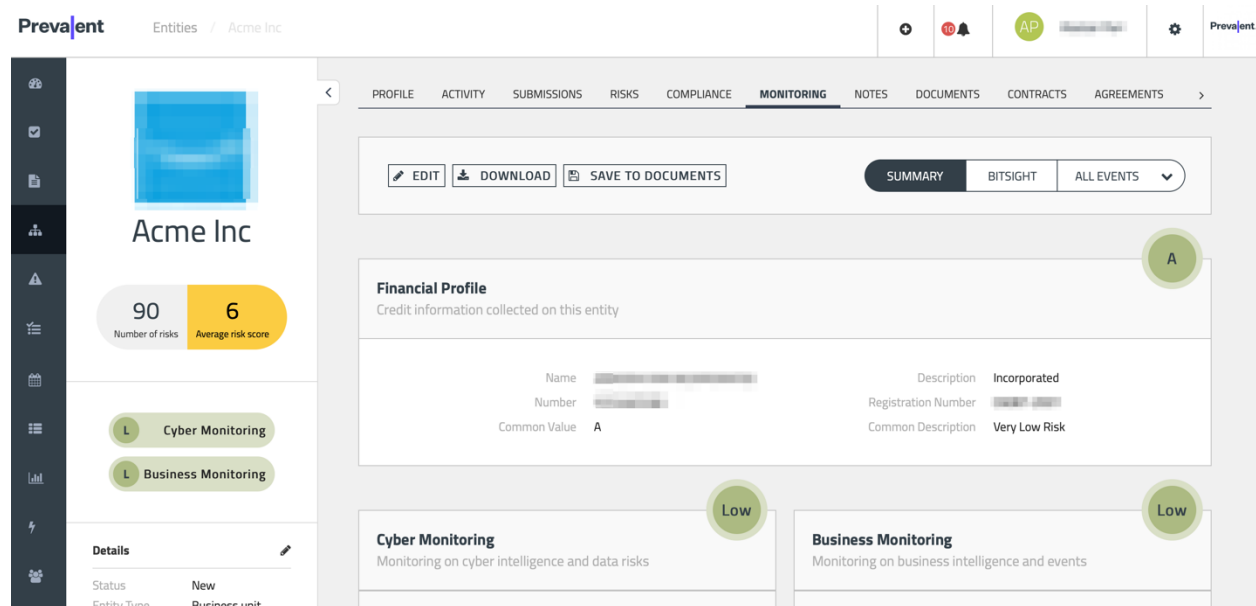 Prevalent
Entities / Acme Inc
10
AP
Prevalent
PROFILE ACTIVITY SUBMISSIONS RISKS COMPLIANCE MONITORING NOTES DOCUMENTS CONTRACTS AGREEMENTS
EDIT DOWNLOAD SAVE TO DOCUMENTS
SUMMARY BITSIGHT ALL EVENTS
Acme Inc
90 Number of risks
6 Average risk score
L Cyber Monitoring
L Business Monitoring
Details
Status New
Entity Type Business unit
A
Financial Profile
Credit information collected on this entity
Name
Description Incorporated
Number
Registration Number
Common Value A
Common Description Very Low Risk
Low
Cyber Monitoring
Monitoring on cyber intelligence and data risks
Low
Business Monitoring
Monitoring on business intelligence and events